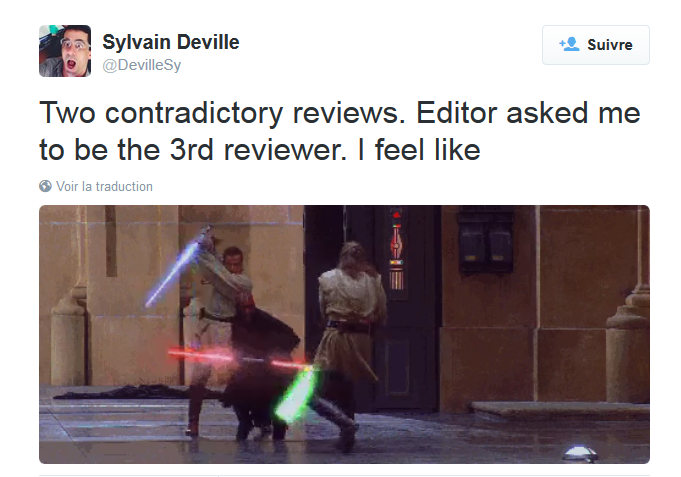 Sylvain Deville
@DevilleSy
Suivre
Two contradictory reviews. Editor asked me
to be the 3rd reviewer. I feel like
Voir la traduction